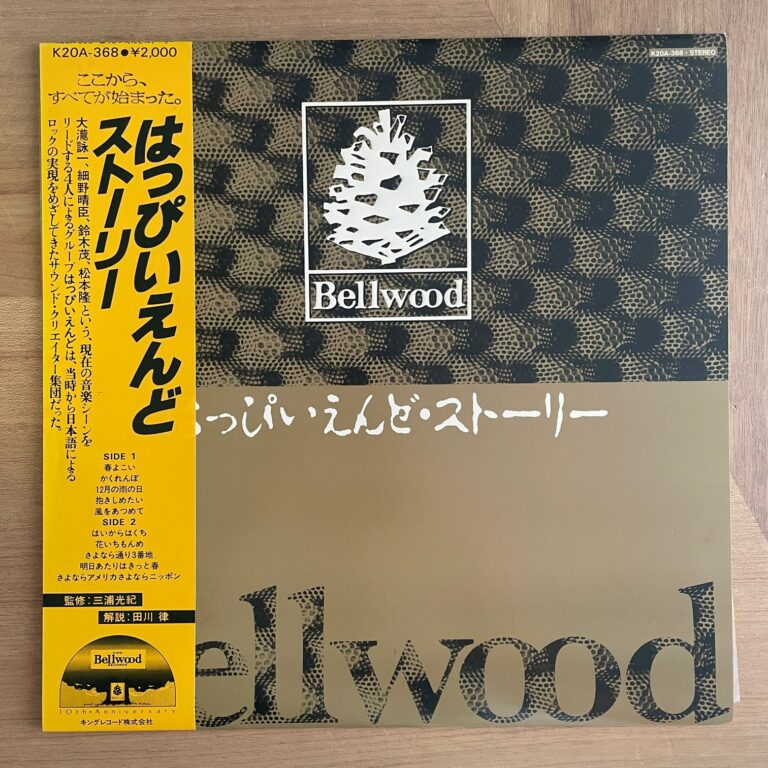 K20A-368●¥2,000
ここから、
すべてが始まった。
はっぴいえんど
ストーリー
大瀧詠一、細野晴臣、鈴木茂、松本隆という、現在の音楽シーンを
リードする4人によるグループはっぴいえんどは、当時から日本語による
ロックの実現をめざしてきたサウンド・クリエイター集団だった。
SIDE 1
春よこい
かくれんぼ
12月の雨の日
抱きしめたい
風をあつめて
SIDE 2
はいからはくち
花いちもんめ
さよなら通り3番地
明日あたりはきっと春
さよならアメリカさよならニッポン
監修:三浦光紀
解説:田川 律
Bellwood
10th・Anniversary
キングレコード株式会社
K20A-368・STEREO
Bellwood
っぴいえんど・ストーリー
ellwood